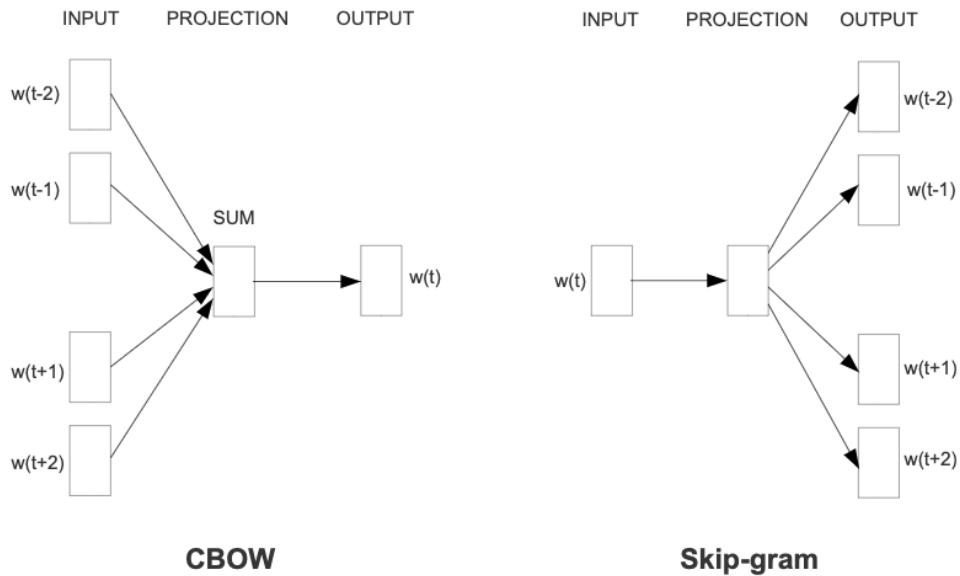 INPUT PROJECTION OUTPUT
w(t-2)
w(t-1)
SUM
w(t)
w(t+1)
w(t+2)
CBOW
INPUT PROJECTION OUTPUT
w(t-2)
w(t-1)
w(t)
w(t+1)
w(t+2)
Skip-gram